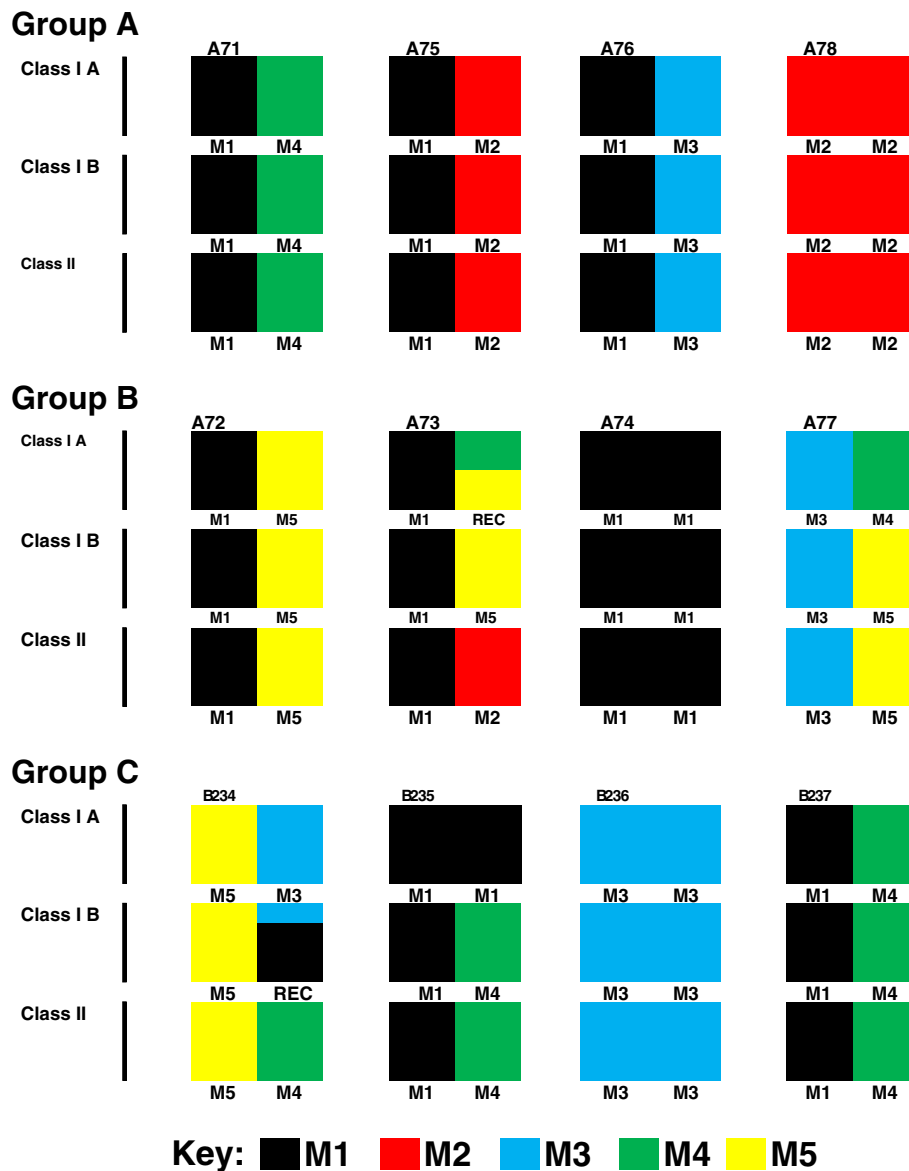 Group A
A71 A75 A76 A78
Class I A
M1 M4 M1 M2 M1 M3 M2 M2
Class I B
M1 M4 M1 M2 M1 M3 M2 M2
Class II
M1 M4 M1 M2 M1 M3 M2 M2
Group B
A72 A73 A74 A77
Class I A
M1 M5 M1 REC M1 M1 M3 M4
Class I B
M1 M5 M1 M5 M1 M1 M3 M5
Class II
M1 M5 M1 M2 M1 M1 M3 M5
Group C
B234 B235 B236 B237
Class I A
M5 M3 M1 M1 M3 M3 M1 M4
Class I B
M5 REC M1 M4 M3 M3 M1 M4
Class II
M5 M4 M1 M4 M3 M3 M1 M4
Key: M1 M2 M3 M4 M5